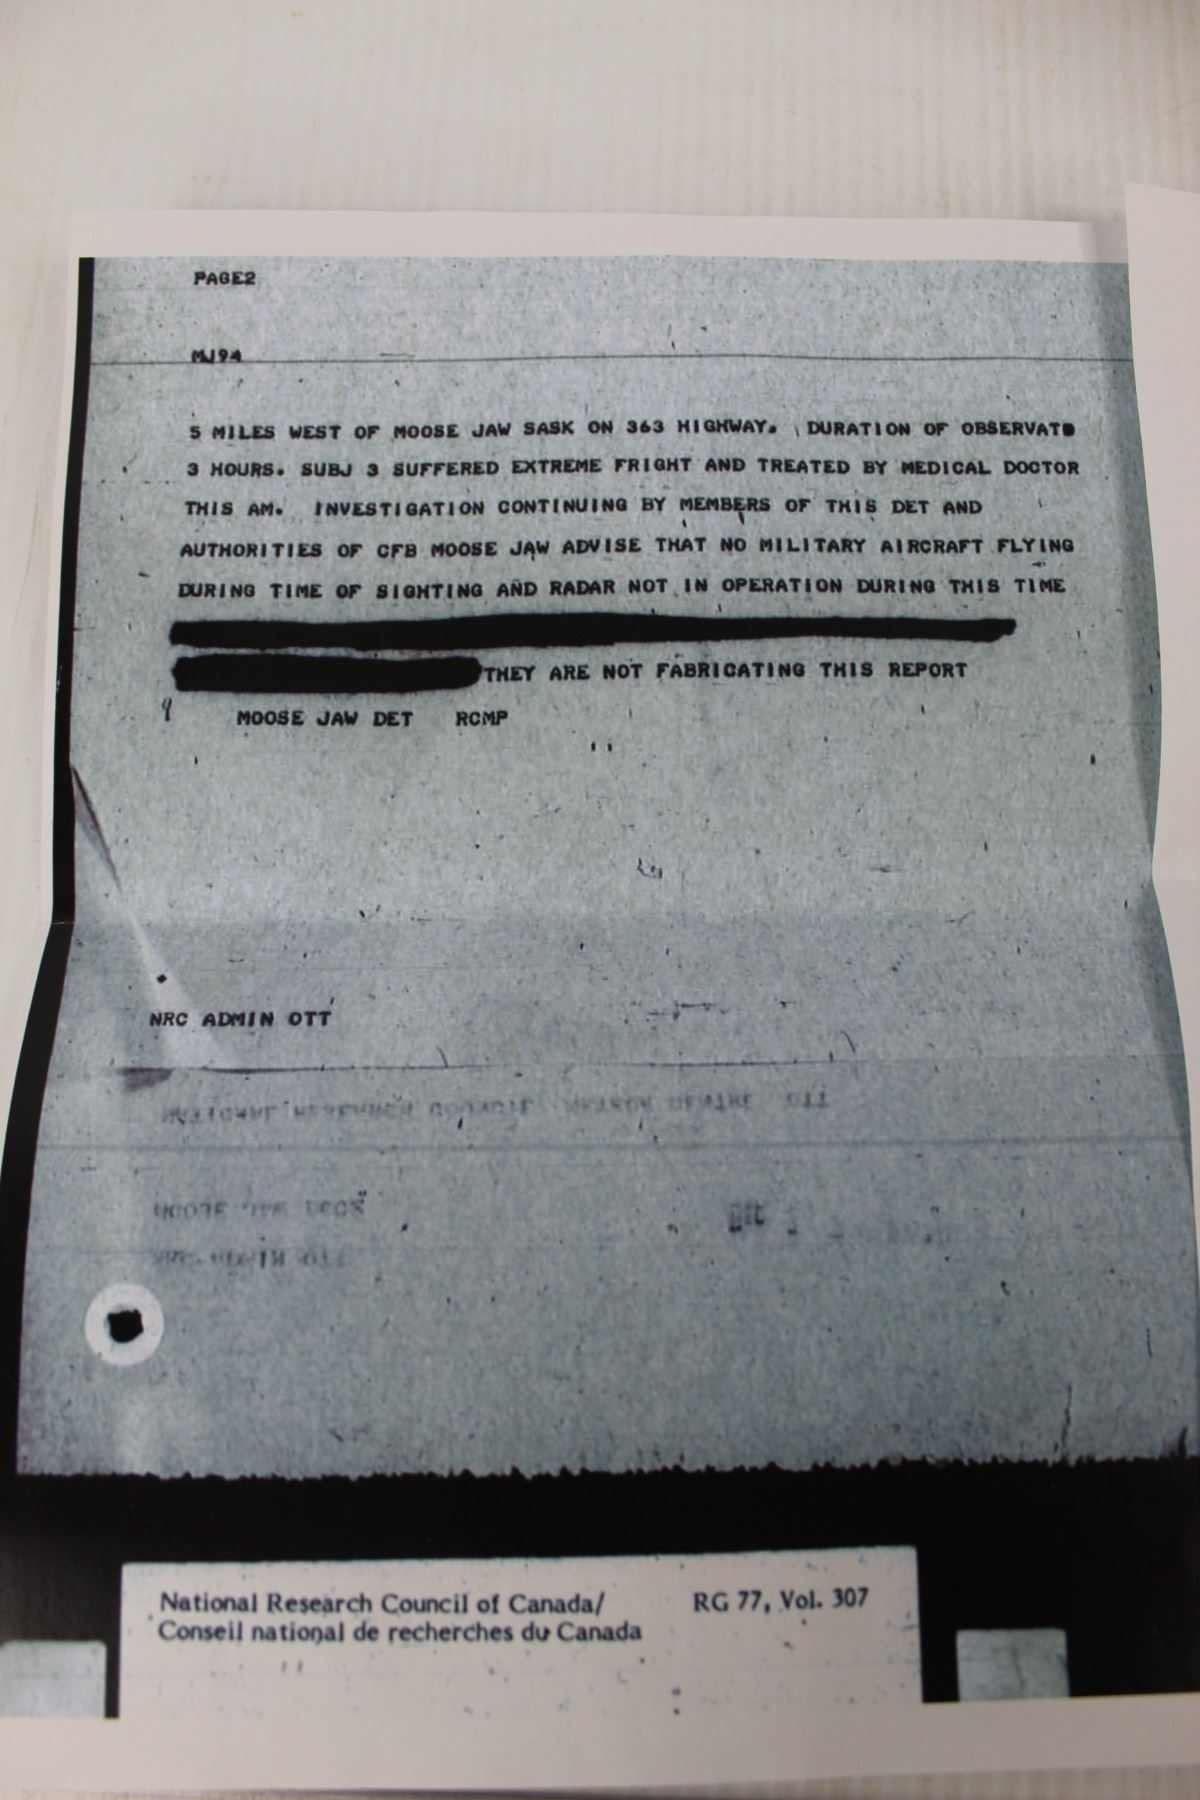 PAGE2
MJ94
5 MILES WEST OF MOOSE JAW SASK ON 363 HIGHWAY. DURATION OF OBSERVATO
3 HOURS. SUBJ 3 SUFFERED EXTREME FRIGHT AND TREATED BY MEDICAL DOCTOR
THIS AM. INVESTIGATION CONTINUING BY MEMBERS OF THIS DET AND
AUTHORITIES OF CFB MOOSE JAW ADVISE THAT NO MILITARY AIRCRAFT FLYING
DURING TIME OF SIGHTING AND RADAR NOT IN OPERATION DURING THIS TIME
THEY ARE NOT FABRICATING THIS REPORT
MOOSE JAW DET RCMP
NRC ADMIN OTT
National Research Council of Canada/ RG 77, Vol. 307
Conseil national de recherches du Canada